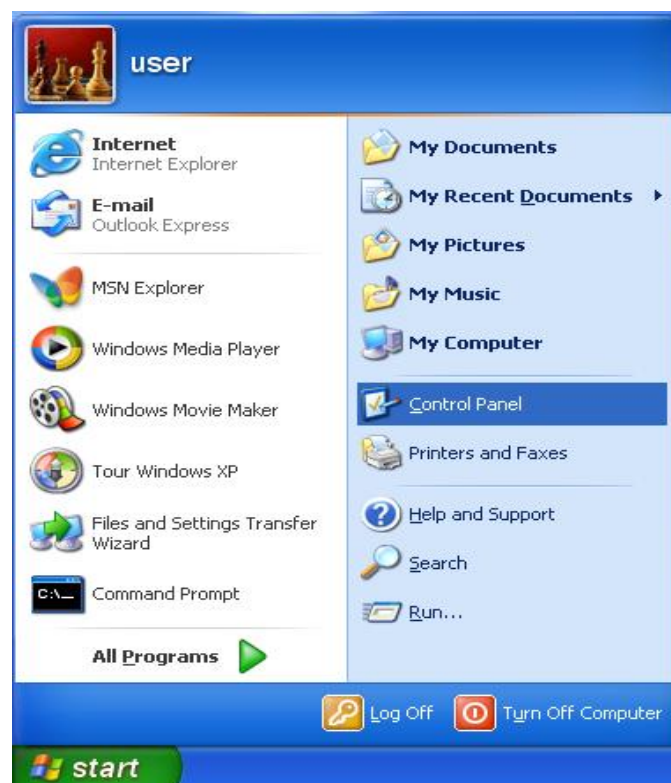 user
Internet
Internet Explorer
E-mail
Outlook Express
MSN Explorer
Windows Media Player
Windows Movie Maker
Tour Windows XP
Files and Settings Transfer
Wizard
C:\_
Command Prompt
All Programs
My Documents
My Recent Documents
My Pictures
My Music
My Computer
Control Panel
Printers and Faxes
Help and Support
Search
Run...
Log Off
Turn Off Computer
start